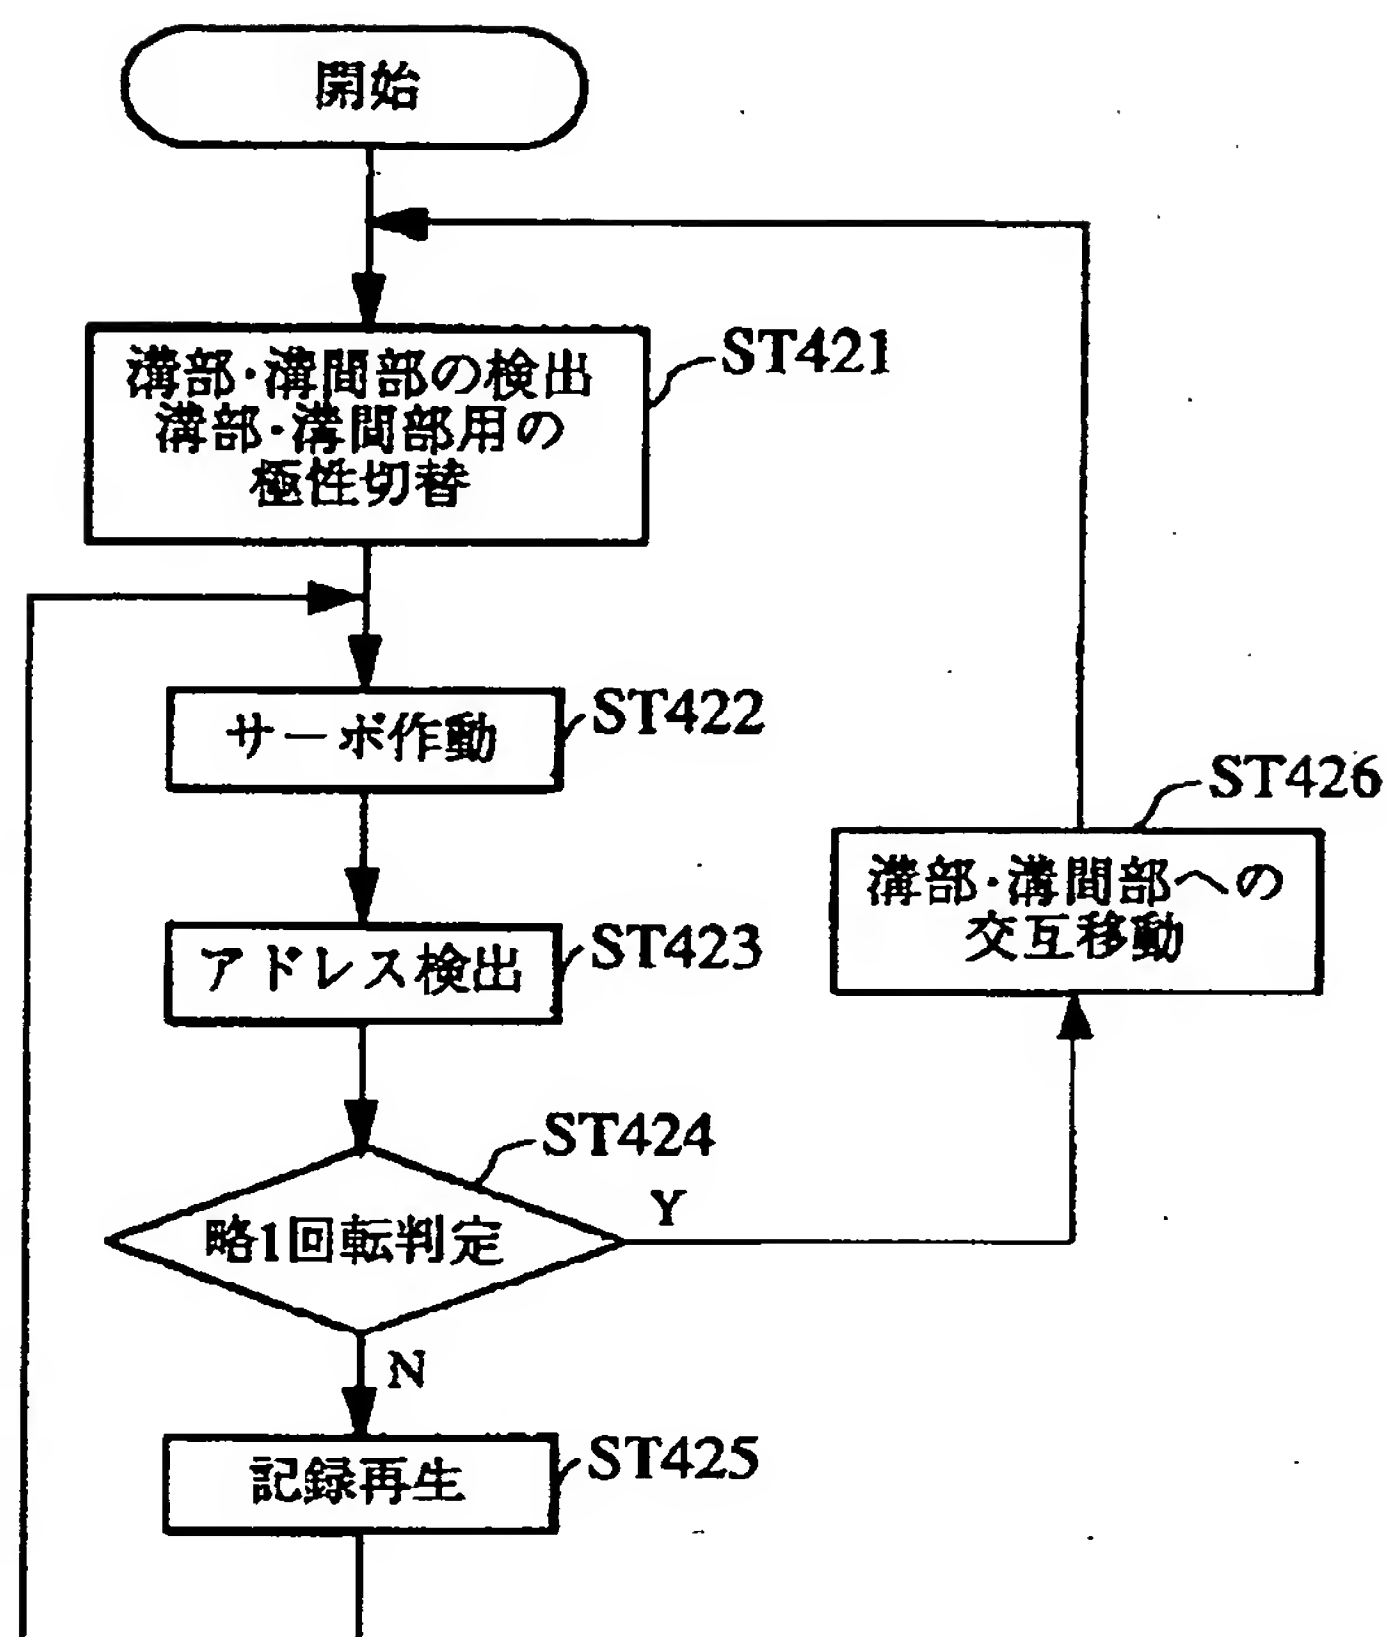 開始
溝部·溝間部の検出
溝部·溝間部用の
極性切替
ST421
サーボ作動
ST422
アドレス検出
ST423
略1回転判定
ST424
Y
N
記録再生
ST425
溝部·溝間部への
交互移動
ST426